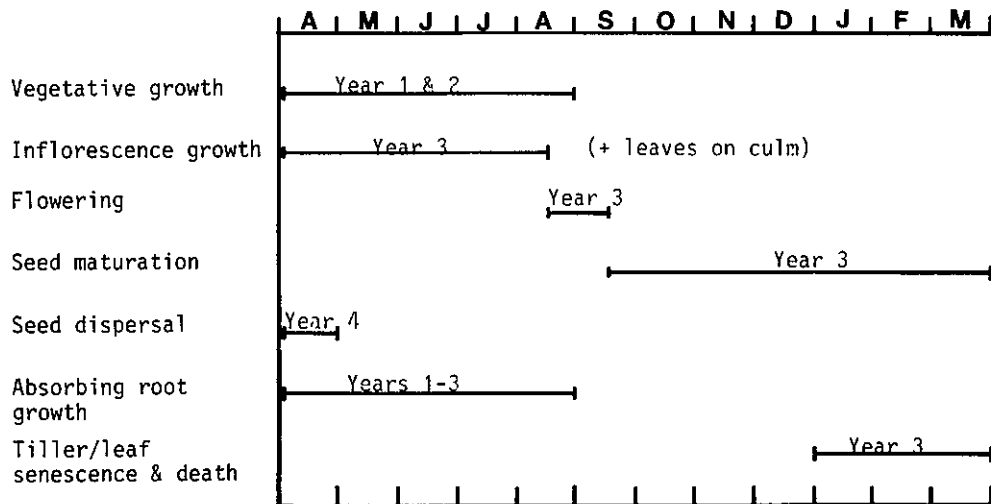 A M J J A S O N D J F M
Vegetative growth Year 1 & 2
Inflorescence growth Year 3 (+ leaves on culm)
Flowering Year 3
Seed maturation Year 3
Seed dispersal Year 4
Absorbing root Years 1-3
growth
Tiller/leaf Year 3
senescence & death